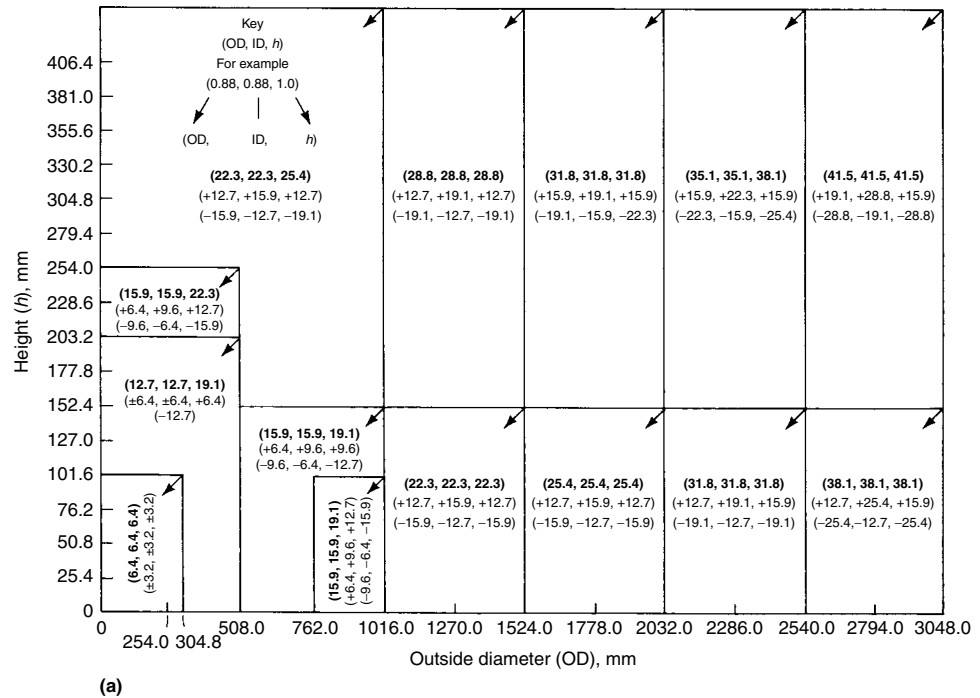 Key
(OD, ID, h)
For example
(0.88, 0.88, 1.0)
(OD, ID, h)
Height (h), mm
406.4
381.0
355.6
330.2
304.8
279.4
254.0
228.6
203.2
177.8
152.4
127.0
101.6
76.2
50.8
25.4
0
(22.3, 22.3, 25.4)
(+12.7, +15.9, +12.7)
(−15.9, −12.7, −19.1)
(28.8, 28.8, 28.8)
(+12.7, +19.1, +12.7)
(−19.1, −12.7, −19.1)
(31.8, 31.8, 31.8)
(+15.9, +19.1, +15.9)
(−19.1, −15.9, −22.3)
(35.1, 35.1, 38.1)
(+15.9, +22.3, +15.9)
(−22.3, −15.9, −25.4)
(41.5, 41.5, 41.5)
(+19.1, +28.8, +15.9)
(−28.8, −19.1, −28.8)
(15.9, 15.9, 22.3)
(+6.4, +9.6, +12.7)
(−9.6, −6.4, −15.9)
(12.7, 12.7, 19.1)
(±6.4, ±6.4, +6.4)
(−12.7)
(6.4, 6.4, 6.4)
(±3.2, ±3.2, ±3.2)
(15.9, 15.9, 19.1)
(+6.4, +9.6, +9.6)
(−9.6, −6.4, −12.7)
(15.9, 15.9, 19.1)
(+6.4, +9.6, +12.7)
(−9.6, −6.4, −15.9)
(22.3, 22.3, 22.3)
(+12.7, +15.9, +12.7)
(−15.9, −12.7, −15.9)
(25.4, 25.4, 25.4)
(+12.7, +15.9, +12.7)
(−15.9, −12.7, −15.9)
(31.8, 31.8, 31.8)
(+12.7, +19.1, +15.9)
(−19.1, −12.7, −19.1)
(38.1, 38.1, 38.1)
(+12.7, +25.4, +15.9)
(−25.4,−12.7, −25.4)
0 508.0 762.0 1016.0 1270.0 1524.0 1778.0 2032.0 2286.0 2540.0 2794.0 3048.0
254.0 304.8
Outside diameter (OD), mm
(a)